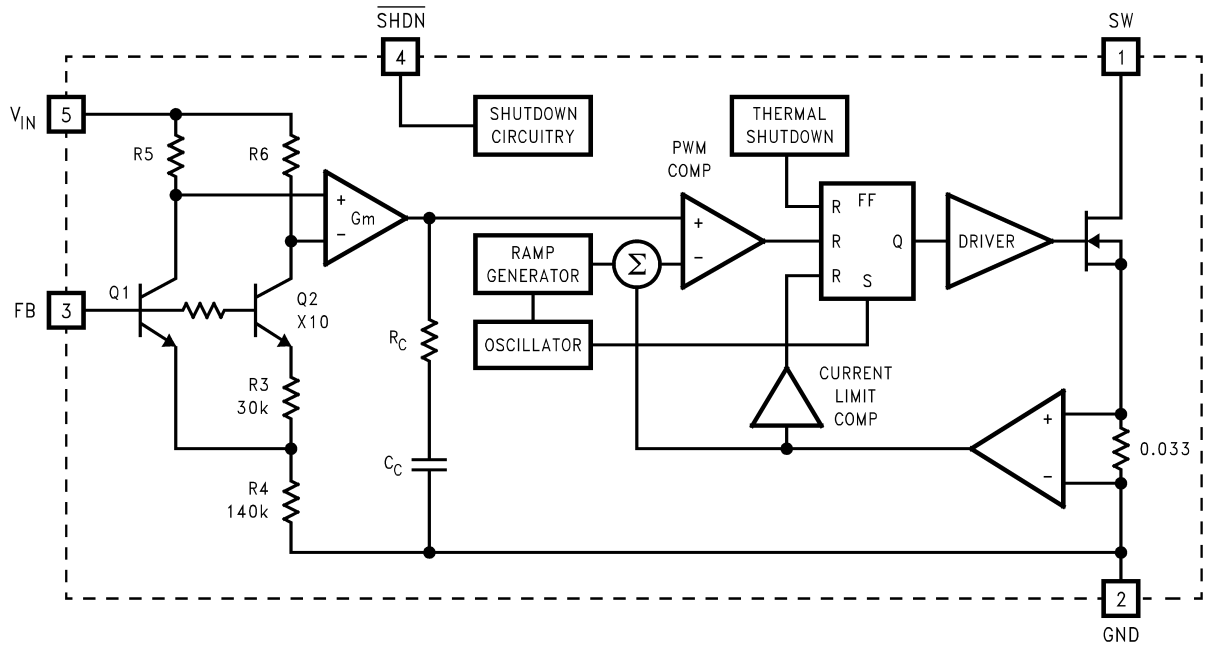 SHDN
SW
4
1
V_IN
5
SHUTDOWN
CIRCUITRY
THERMAL
SHUTDOWN
R5
R6
PWM
COMP
+
Gm
−
+
−
R
FF
R
Q
R
S
DRIVER
RAMP
GENERATOR
Σ
OSCILLATOR
FB
3
Q1
Q2
X10
R_C
R3
30k
CURRENT
LIMIT
COMP
+
−
0.033
C_C
R4
140k
2
GND